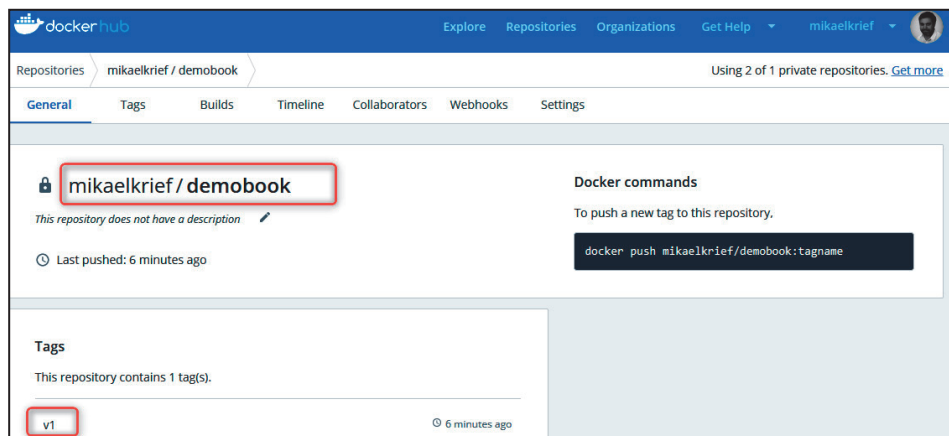 dockerhub Explore Repositories Organizations Get Help mikaelkrief
Repositories mikaelkrief / demobook Using 2 of 1 private repositories. Get more
General Tags Builds Timeline Collaborators Webhooks Settings
mikaelkrief / demobook
This repository does not have a description
Last pushed: 6 minutes ago
Docker commands
To push a new tag to this repository,
docker push mikaelkrief/demobook:tagname
Tags
This repository contains 1 tag(s).
v1 6 minutes ago